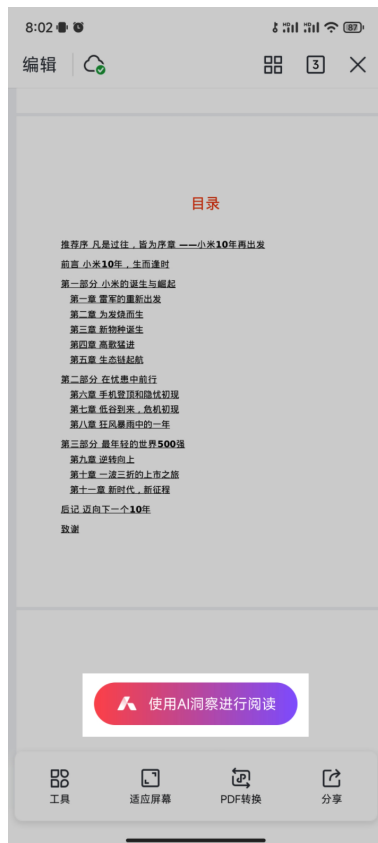 8:02 87
编辑 3
目录
推荐序 凡是过往，皆为序章 ——小米10年再出发
前言 小米10年，生而逢时
第一部分 小米的诞生与崛起
第一章 雷军的重新出发
第二章 为发烧而生
第三章 新物种诞生
第四章 高歌猛进
第五章 生态链起航
第二部分 在忧患中前行
第六章 手机登顶和隐忧初现
第七章 低谷到来，危机初现
第八章 狂风暴雨中的一年
第三部分 最年轻的世界500强
第九章 逆转向上
第十章 一波三折的上市之旅
第十一章 新时代，新征程
后记 迈向下一个10年
致谢
使用AI洞察进行阅读
工具 适应屏幕 PDF转换 分享